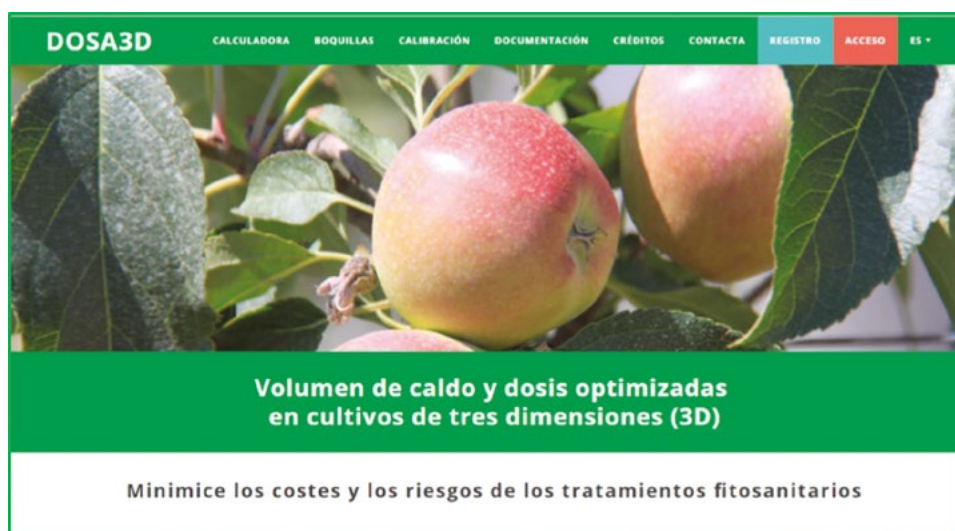 DOSA3D CALCULADORA BOQUILLAS CALIBRACIÓN DOCUMENTACIÓN CRÉDITOS CONTACTA REGISTRO ACCESO ES
Volumen de caldo y dosis optimizadas
en cultivos de tres dimensiones (3D)
Minimice los costes y los riesgos de los tratamientos fitosanitarios